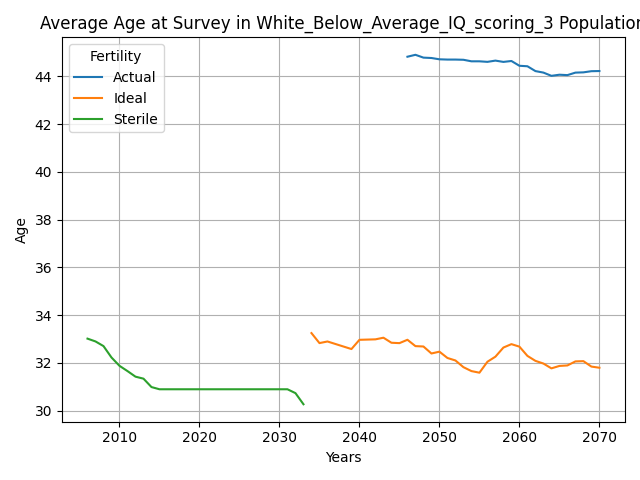 Average Age at Survey in White_Below_Average_IQ_scoring_3 Population
Fertility
Actual
Ideal
Sterile
44
42
40
38
36
34
32
30
Age
2010
2020
2030
2040
2050
2060
2070
Years